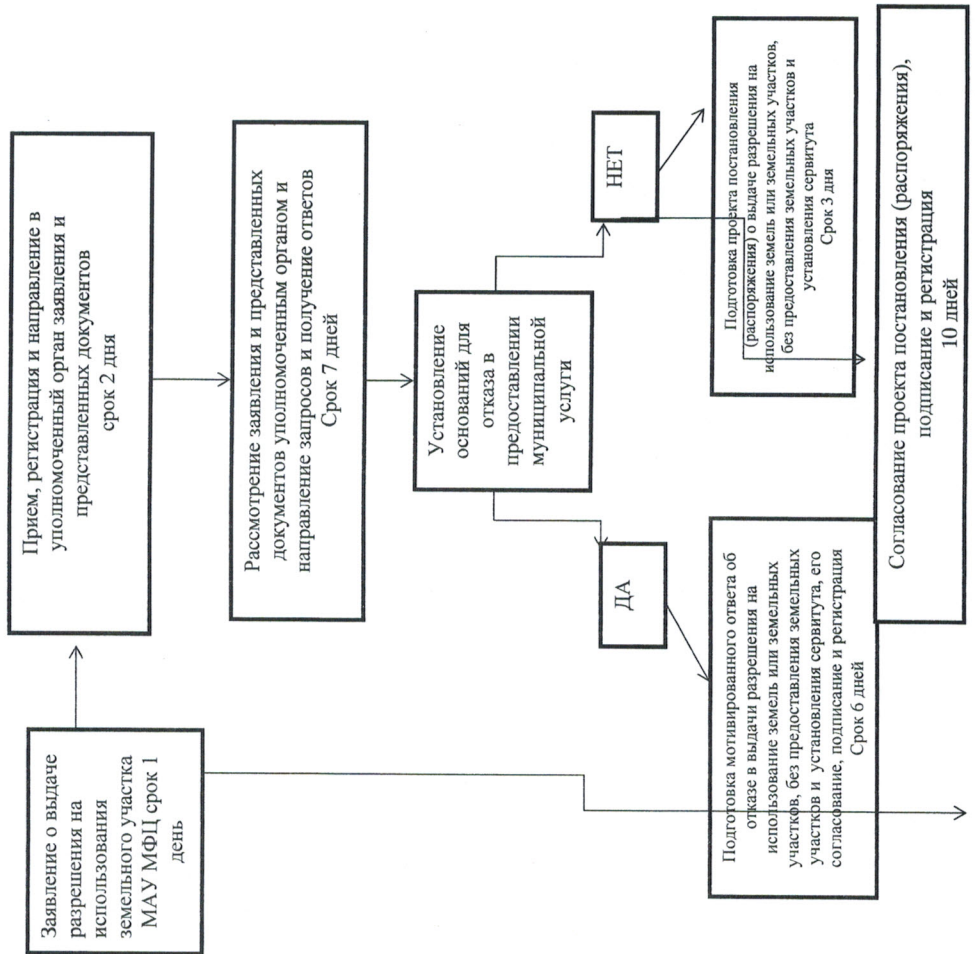 Заявление о выдаче
разрешения на
использования
земельного участка
МАУ МФЦ срок 1
день
Прием, регистрация и направление в
уполномоченный орган заявления и
представленных документов
срок 2 дня
Рассмотрение заявления и представленных
документов уполномоченным органом и
направление запросов и получение ответов
Срок 7 дней
Установление
оснований для
отказа в
предоставлении
муниципальной
услуги
ДА
НЕТ
Подготовка мотивированного ответа об
отказе в выдачи разрешения на
использование земель или земельных
участков, без предоставления земельных
участков и установления сервитута, его
согласование, подписание и регистрация
Срок 6 дней
Подготовка проекта постановления
(распоряжения) о выдаче разрешения на
использование земель или земельных участков,
без предоставления земельных участков и
установления сервитута
Срок 3 дня
Согласование проекта постановления (распоряжения),
подписание и регистрация
10 дней